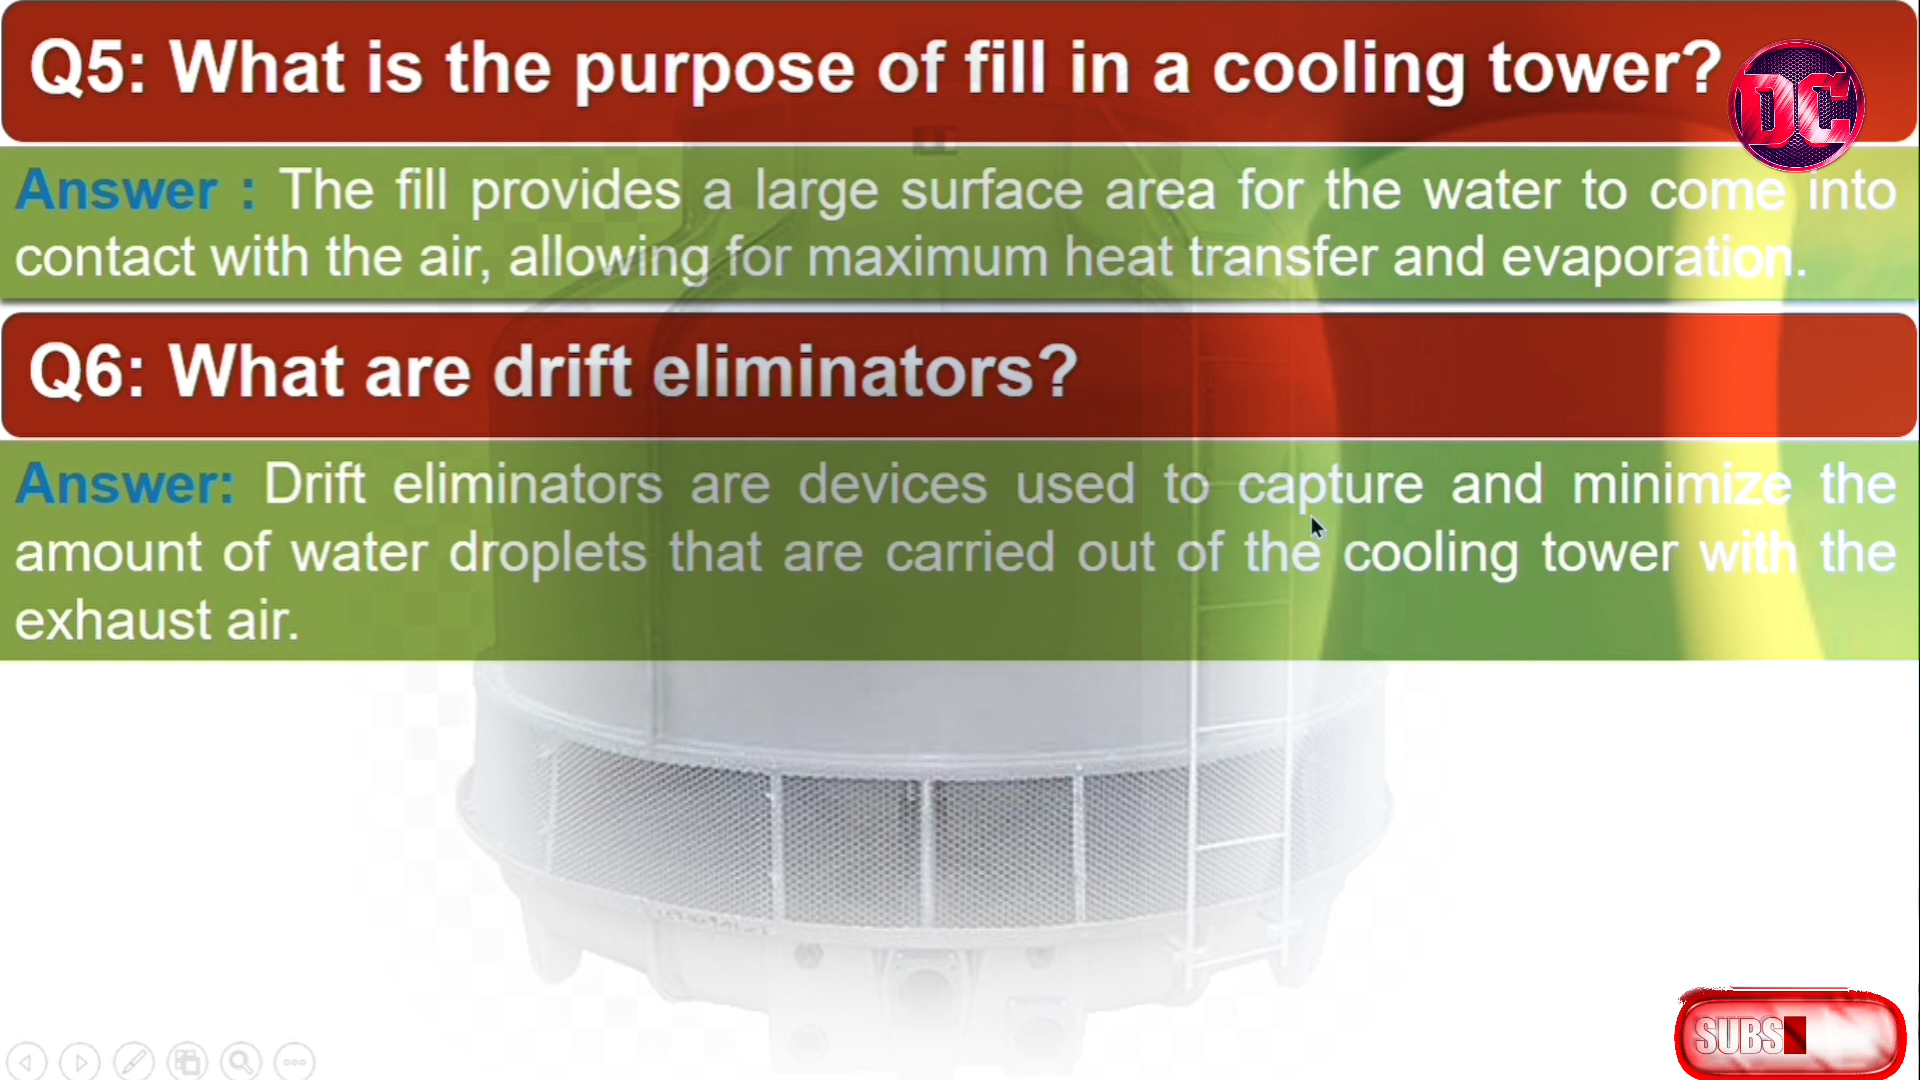 Q5: What is the purpose of fill in a cooling tower?
DC
Answer : The fill provides a large surface area for the water to come into
contact with the air, allowing for maximum heat transfer and evaporation.
Q6: What are drift eliminators?
Answer: Drift eliminators are devices used to capture and minimize the
amount of water droplets that are carried out of the cooling tower with the
exhaust air.
SUBS